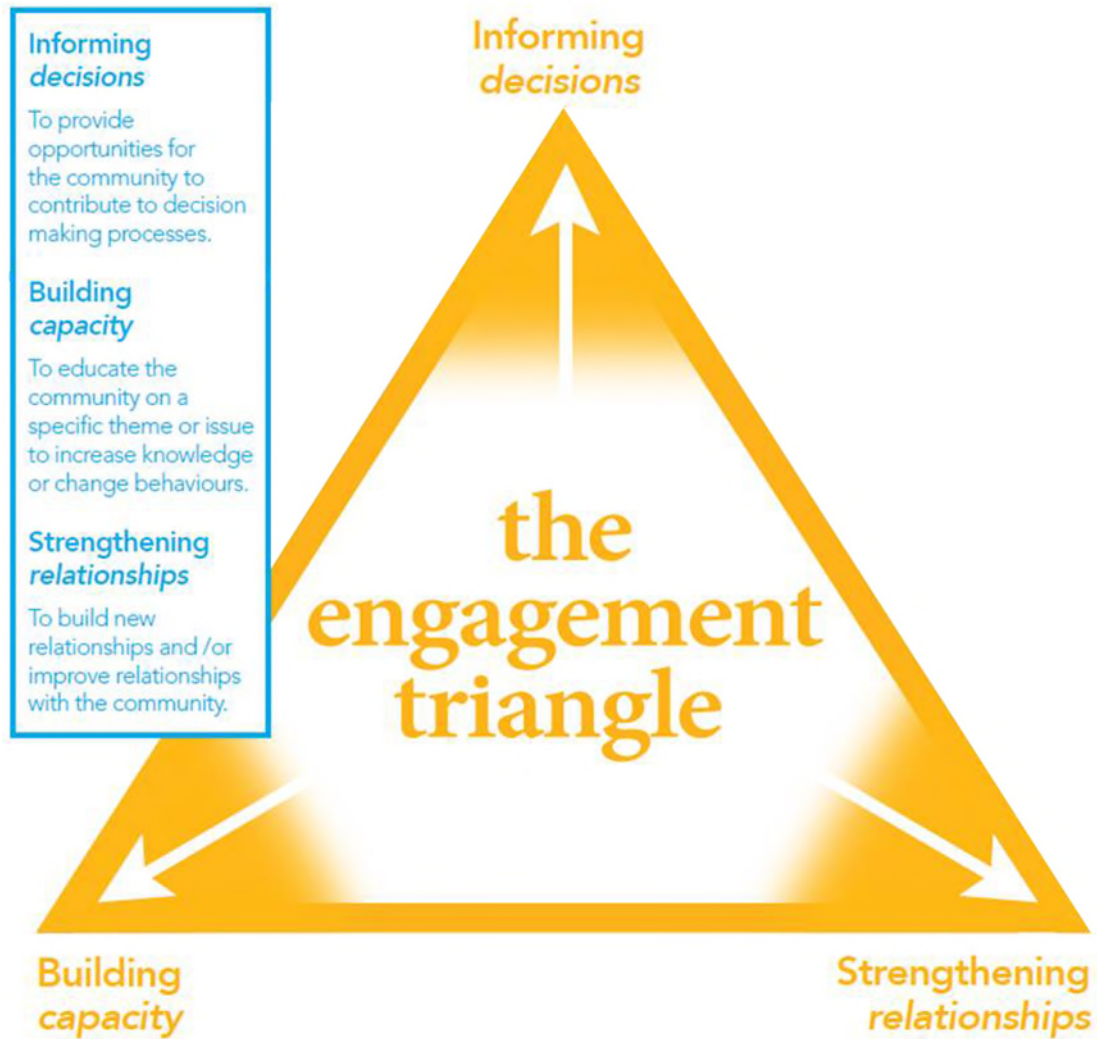 Informing
decisions
To provide
opportunities for
the community to
contribute to decision
making processes.
Building
capacity
To educate the
community on a
specific theme or issue
to increase knowledge
or change behaviours.
Strengthening
relationships
To build new
relationships and /or
improve relationships
with the community.
Informing
decisions
the
engagement
triangle
Building
capacity
Strengthening
relationships